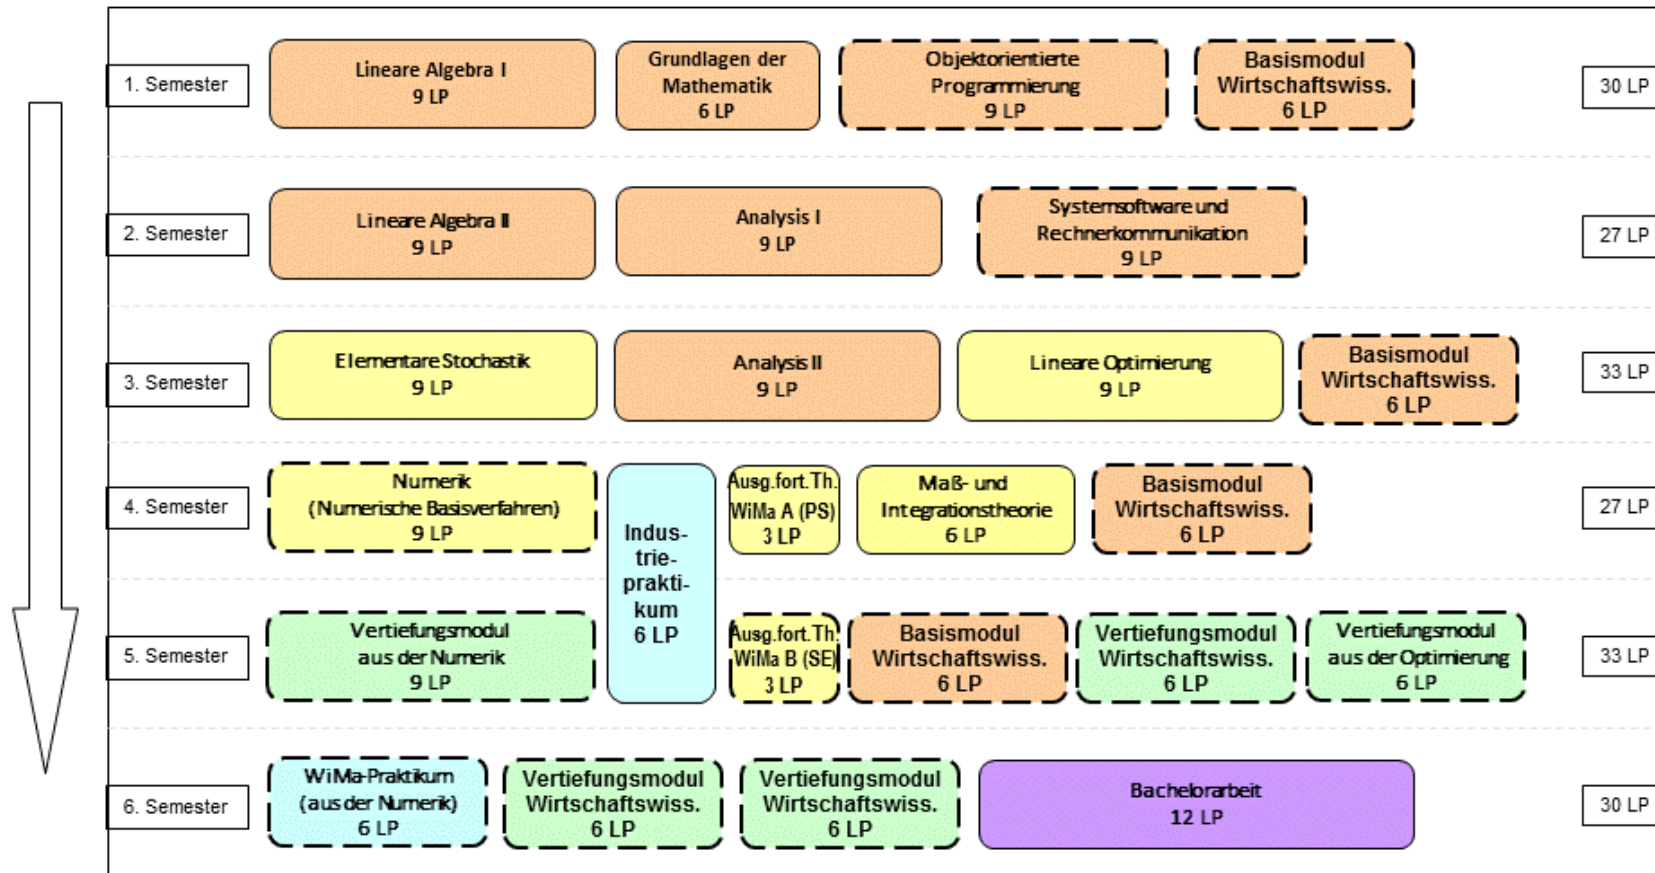 1. Semester
Lineare Algebra I
9 LP
Grundlagen der
Mathematik
6 LP
Objektorientierte
Programmierung
9 LP
Basismodul
Wirtschaftswiss.
6 LP
30 LP
2. Semester
Lineare Algebra II
9 LP
Analysis I
9 LP
Systemsoftware und
Rechnerkommunikation
9 LP
27 LP
3. Semester
Elementare Stochastik
9 LP
Analysis II
9 LP
Lineare Optimierung
9 LP
Basismodul
Wirtschaftswiss.
6 LP
33 LP
4. Semester
Numerik
(Numerische Basisverfahren)
9 LP
Indus-
trie-
prakti-
kum
6 LP
Ausg.fort.Th.
WiMa A (PS)
3 LP
Maß- und
Integrationstheorie
6 LP
Basismodul
Wirtschaftswiss.
6 LP
27 LP
5. Semester
Vertiefungsmodul
aus der Numerik
9 LP
Ausg.fort.Th.
WiMa B (SE)
3 LP
Basismodul
Wirtschaftswiss.
6 LP
Vertiefungsmodul
Wirtschaftswiss.
6 LP
Vertiefungsmodul
aus der Optimierung
6 LP
33 LP
6. Semester
WiMa-Praktikum
(aus der Numerik)
6 LP
Vertiefungsmodul
Wirtschaftswiss.
6 LP
Vertiefungsmodul
Wirtschaftswiss.
6 LP
Bachelorarbeit
12 LP
30 LP